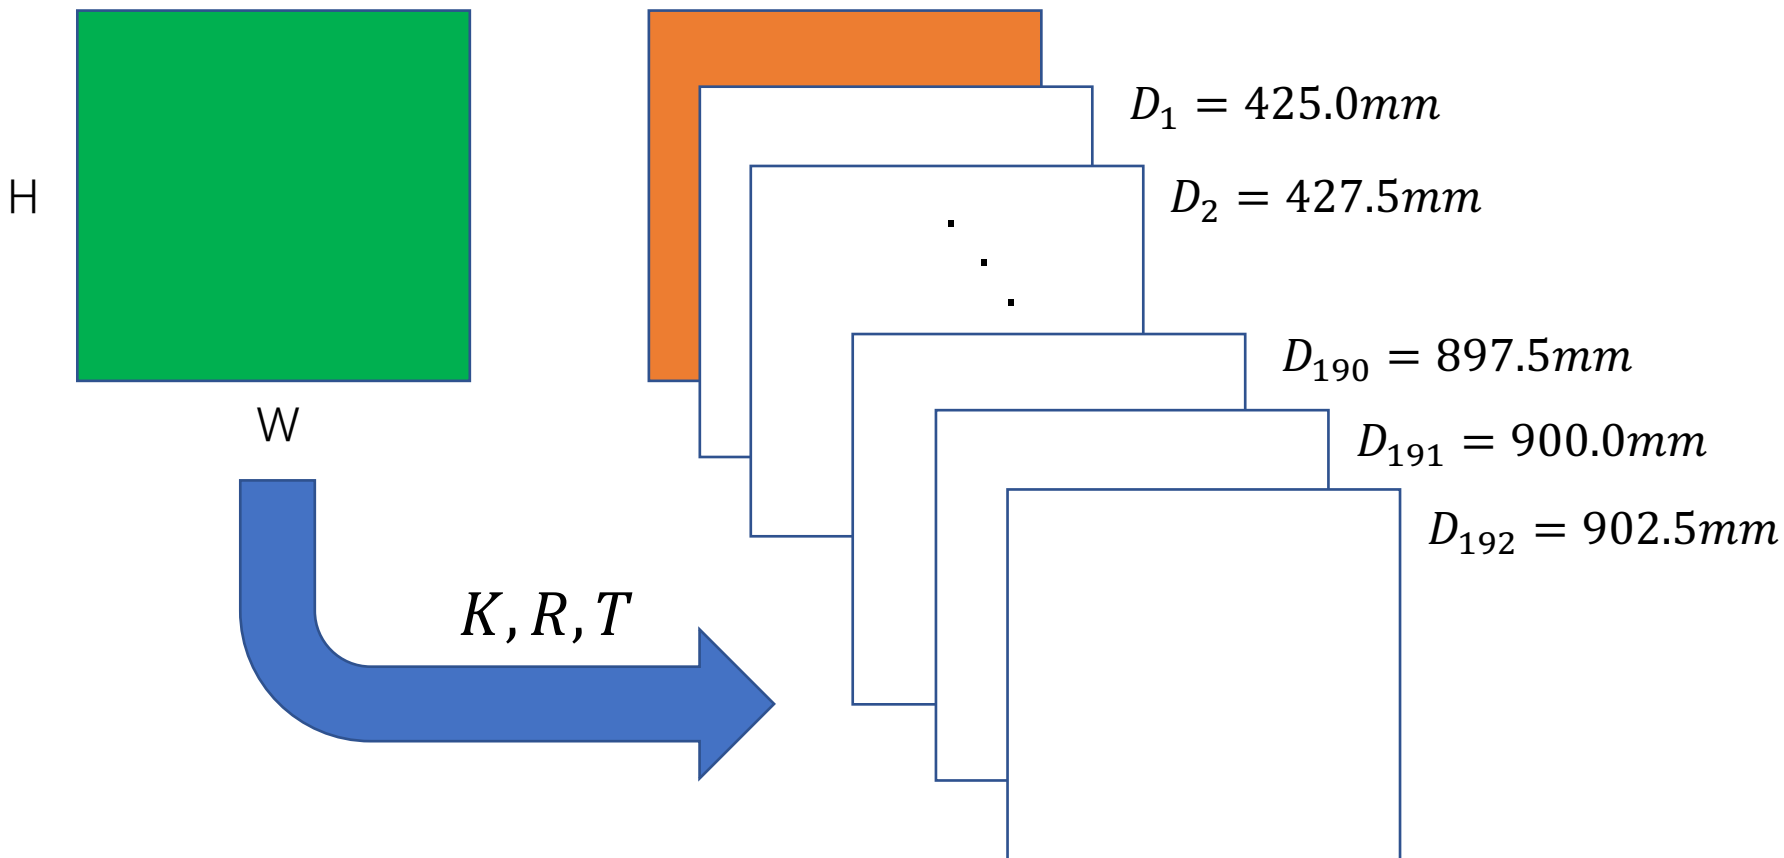 D₁ = 425.0mm
H
D₂ = 427.5mm
D₁₉₀ = 897.5mm
W
D₁₉₁ = 900.0mm
D₁₉₂ = 902.5mm
K, R, T